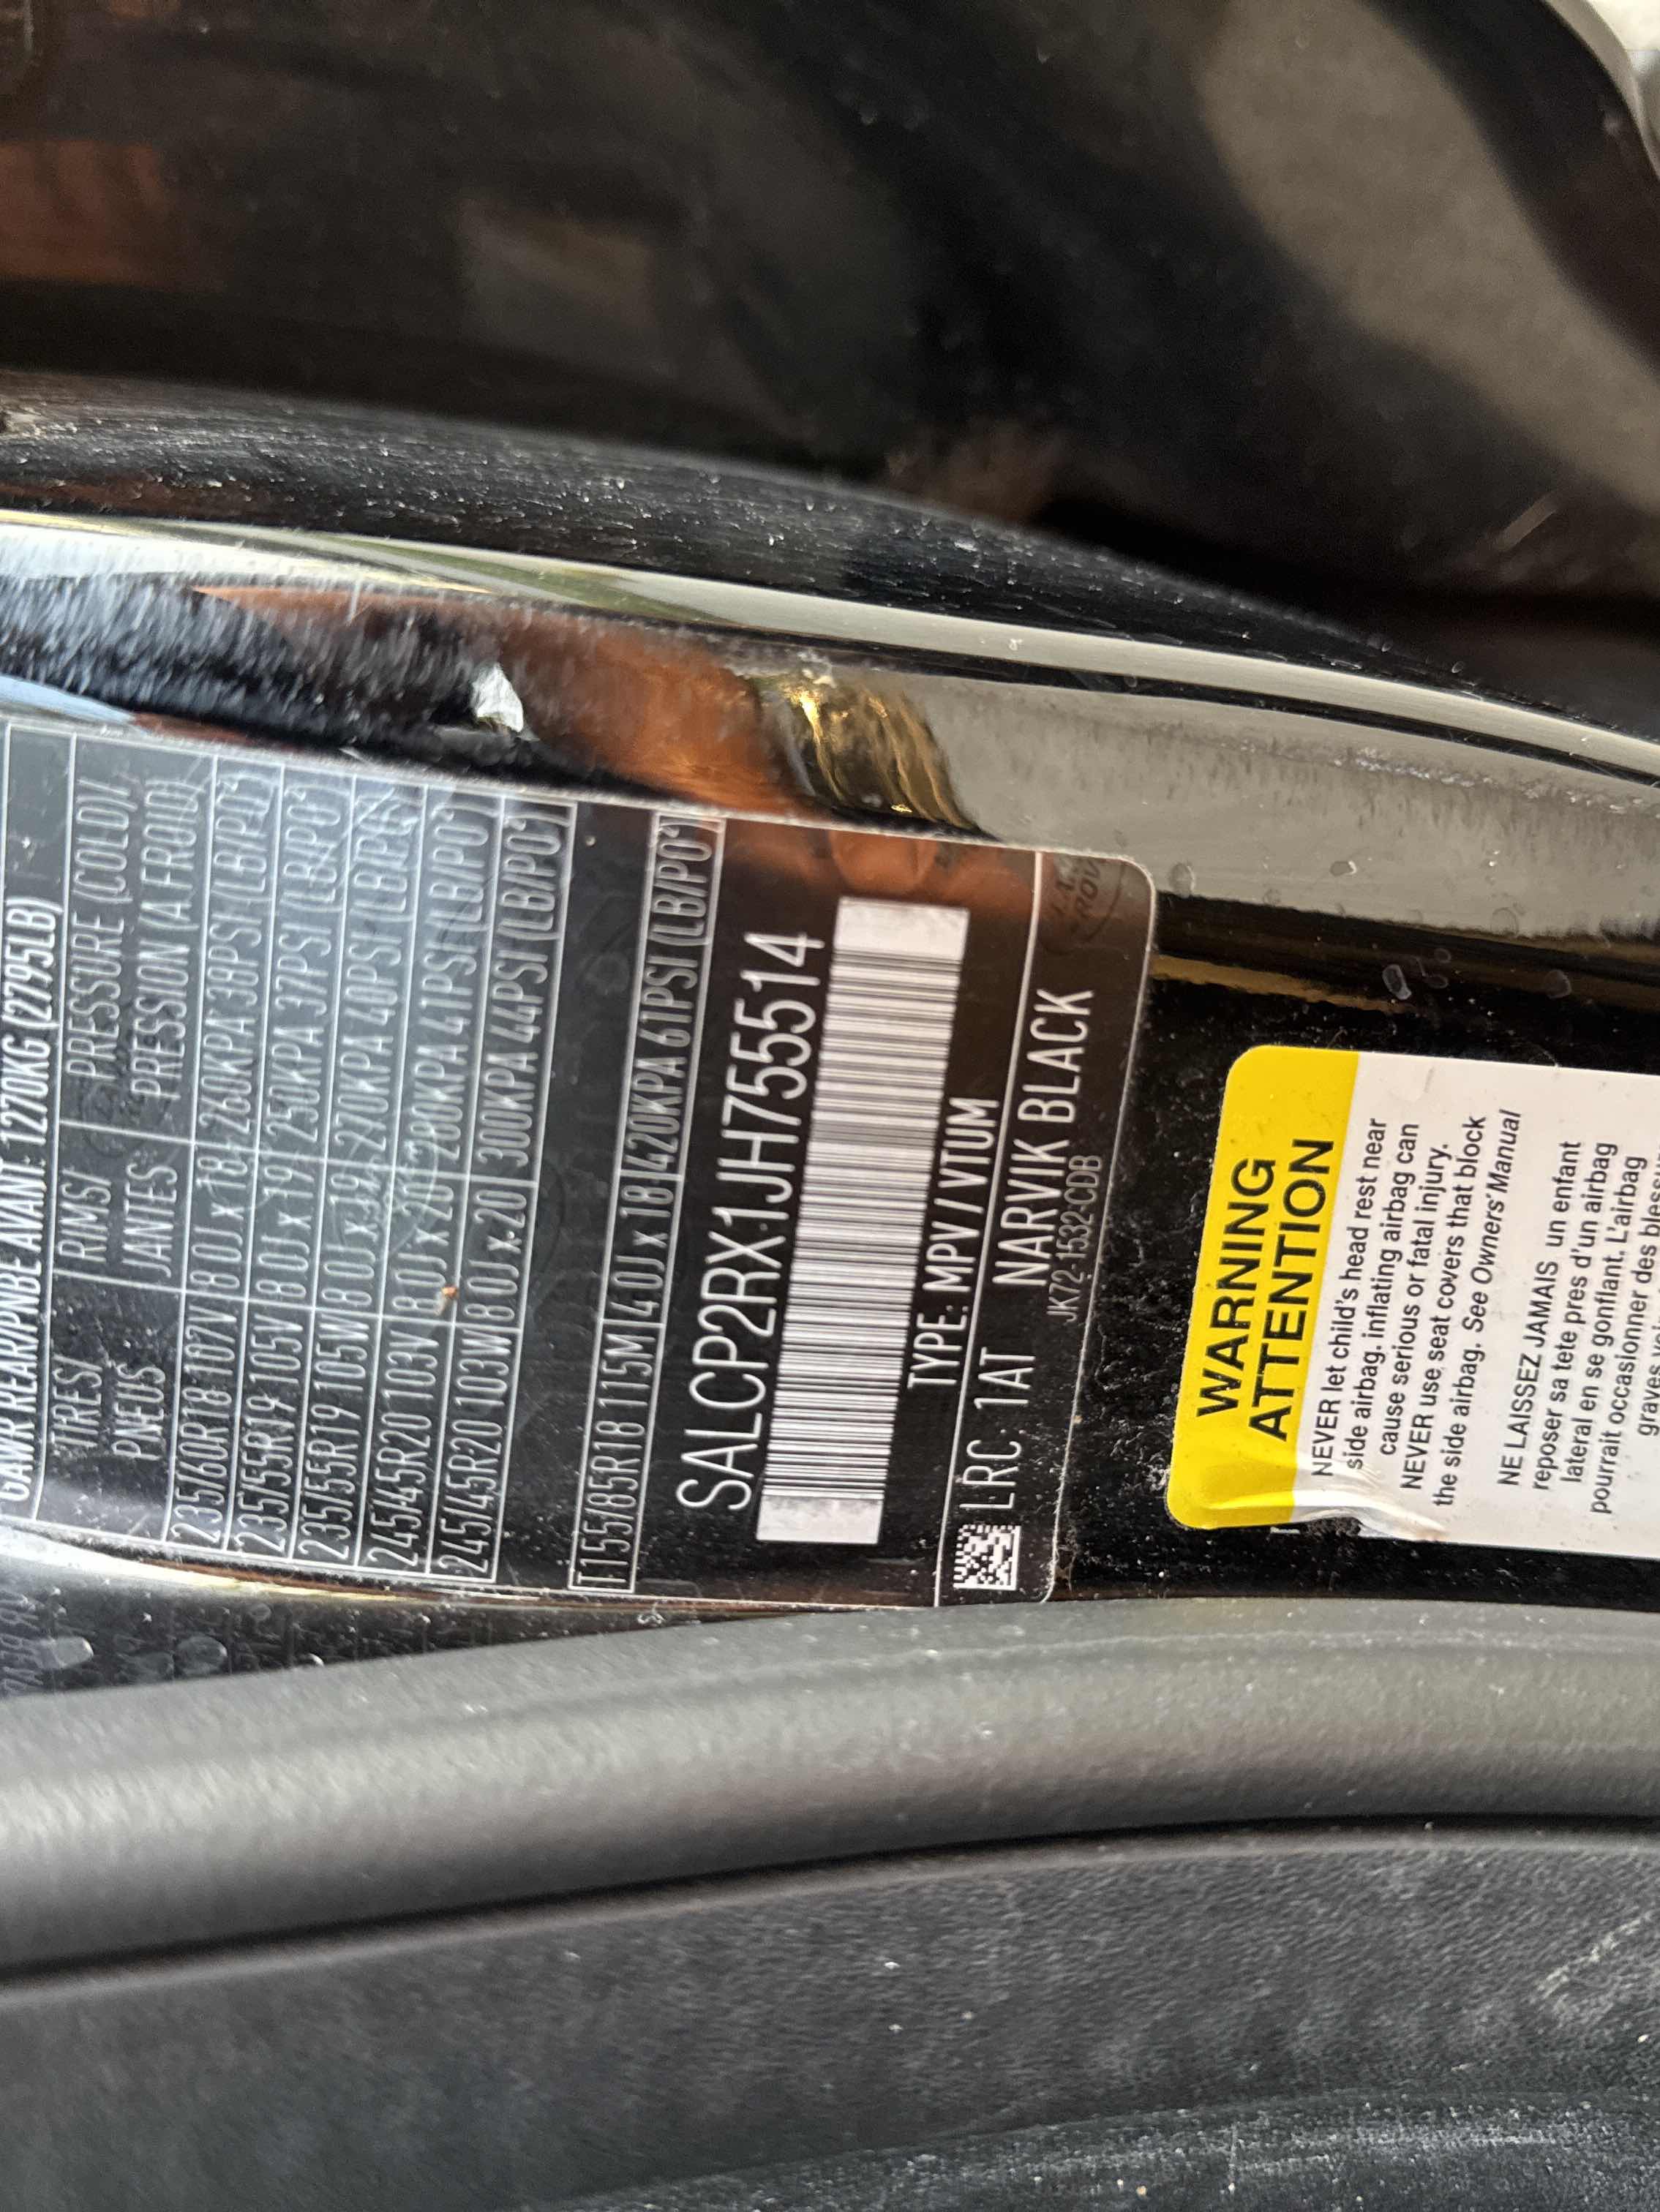 GAWR REAR/PNBE AVANT: 1270KG (2795LB)
TIRES/ RIMS/ PRESSURE (COLD)/
PNEUS JANTES PRESSION (A FROID)
235/60R18 107V 8.0J x 18 260KPA 38PSI (LB/PO²)
235/55R19 105V 8.0J x 19 250KPA 37PSI (LB/PO²)
235/55R19 105W 8.0J x 19 270KPA 40PSI (LB/PO²)
245/45R20 103V 8.0J x 20 280KPA 41PSI (LB/PO²)
245/45R20 103W 8.0J x 20 300KPA 44PSI (LB/PO²)
T155/85R18 115M 4.0J x 18 420KPA 61PSI (LB/PO²)
SALCP2RX1JH755514
TYPE: MPV / VTUM
LRC. 1AT NARVIK BLACK
JK72-1532-CDB
WARNING
ATTENTION
NEVER let child's head rest near
side airbag. inflating airbag can
cause serious or fatal injury.
NEVER use seat covers that block
the side airbag. See Owners' Manual
NE LAISSEZ JAMAIS un enfant
reposer sa tete pres d'un airbag
lateral en se gonflant. L'airbag
pourrait occasionner des
graves